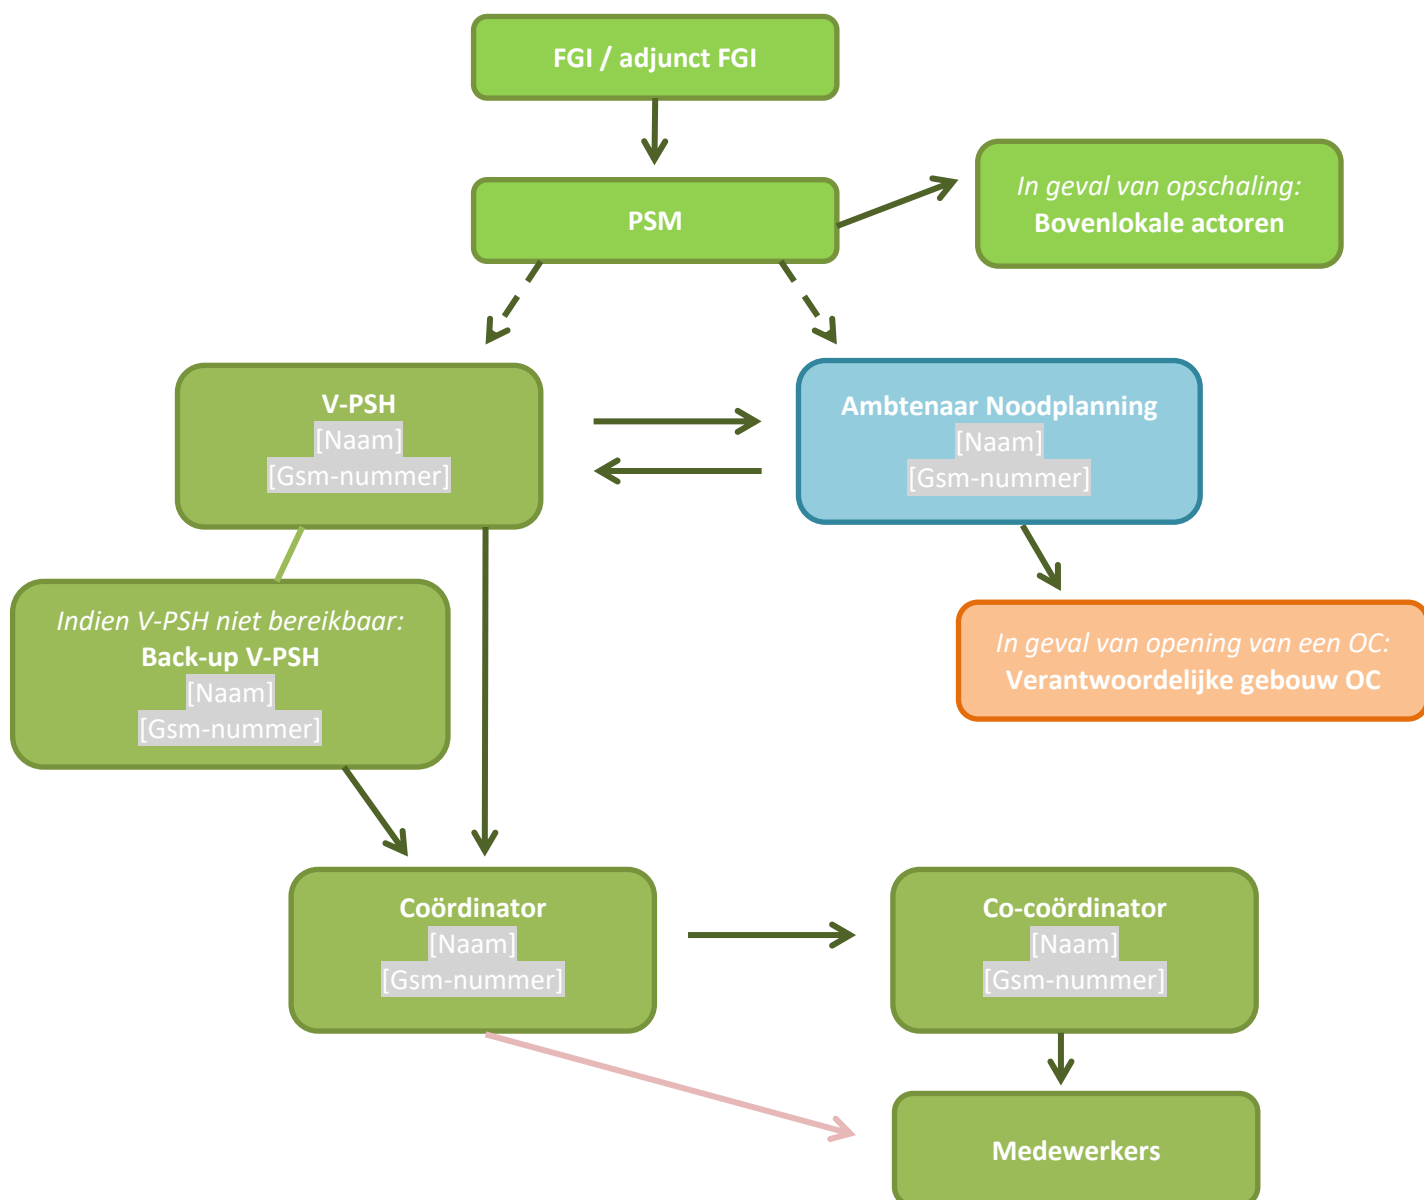 FGI / adjunct FGI
PSM
In geval van opschaling:
Bovenlokale actoren
V-PSH
[Naam]
[Gsm-nummer]
Ambtenaar Noodplanning
[Naam]
[Gsm-nummer]
Indien V-PSH niet bereikbaar:
Back-up V-PSH
[Naam]
[Gsm-nummer]
In geval van opening van een OC:
Verantwoordelijke gebouw OC
Coördinator
[Naam]
[Gsm-nummer]
Co-coördinator
[Naam]
[Gsm-nummer]
Medewerkers